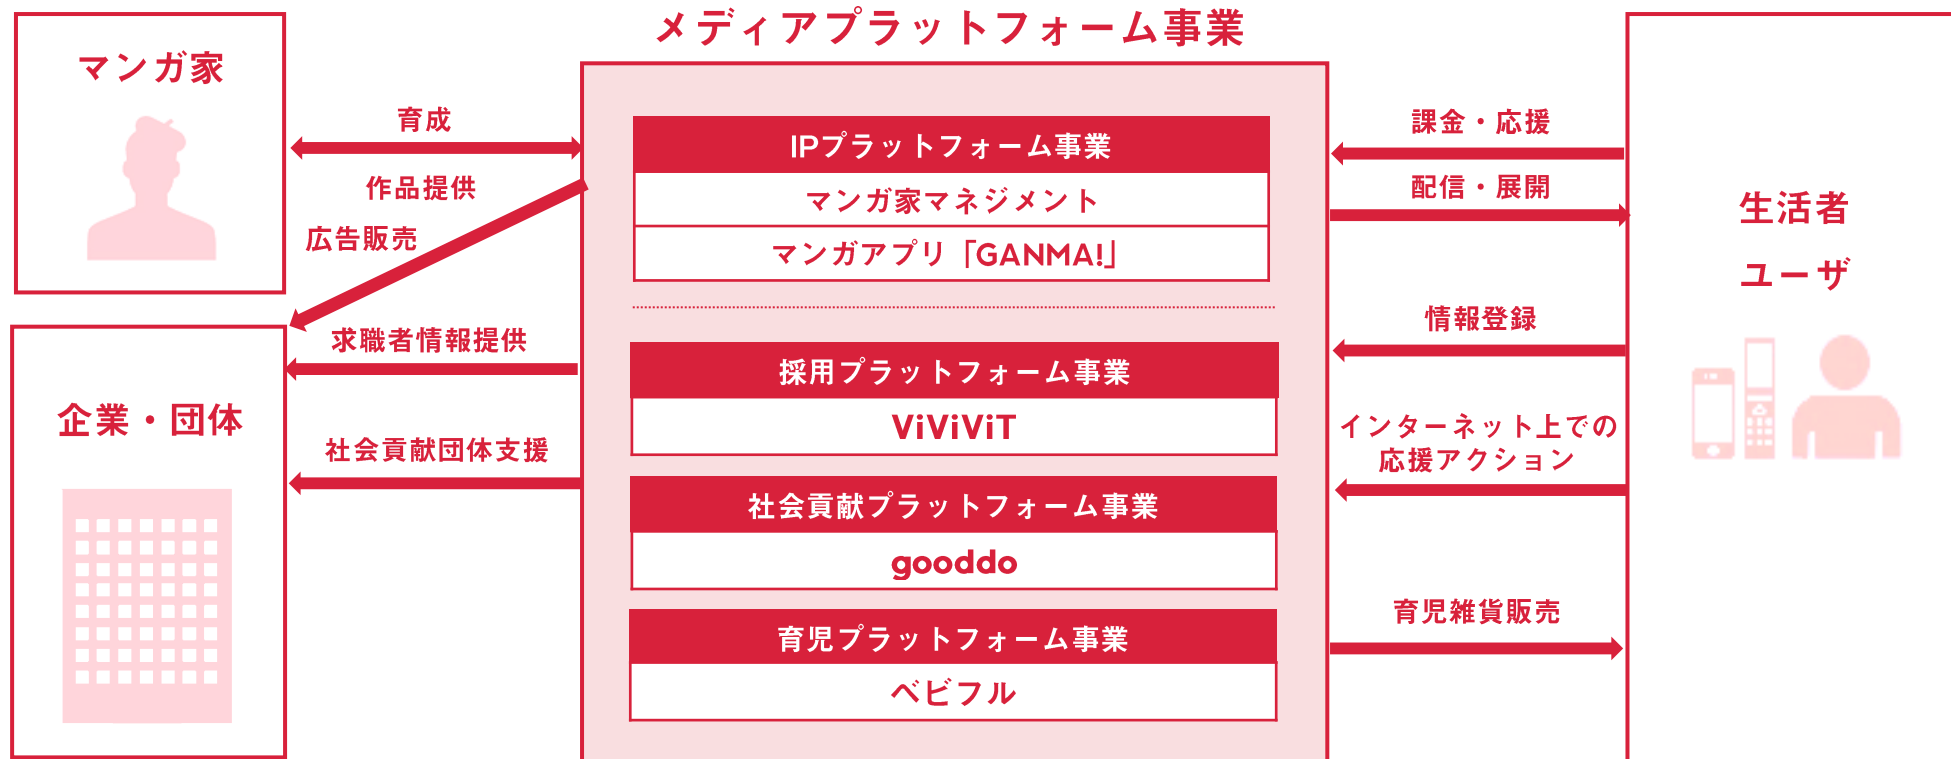 メディアプラットフォーム事業
マンガ家
育成
作品提供
広告販売
求職者情報提供
企業・団体
社会貢献団体支援
IPプラットフォーム事業
マンガ家マネジメント
マンガアプリ「GANMA!」
採用プラットフォーム事業
ViViViT
社会貢献プラットフォーム事業
gooddo
育児プラットフォーム事業
ベビフル
課金・応援
配信・展開
情報登録
インターネット上での
応援アクション
育児雑貨販売
生活者
ユーザ